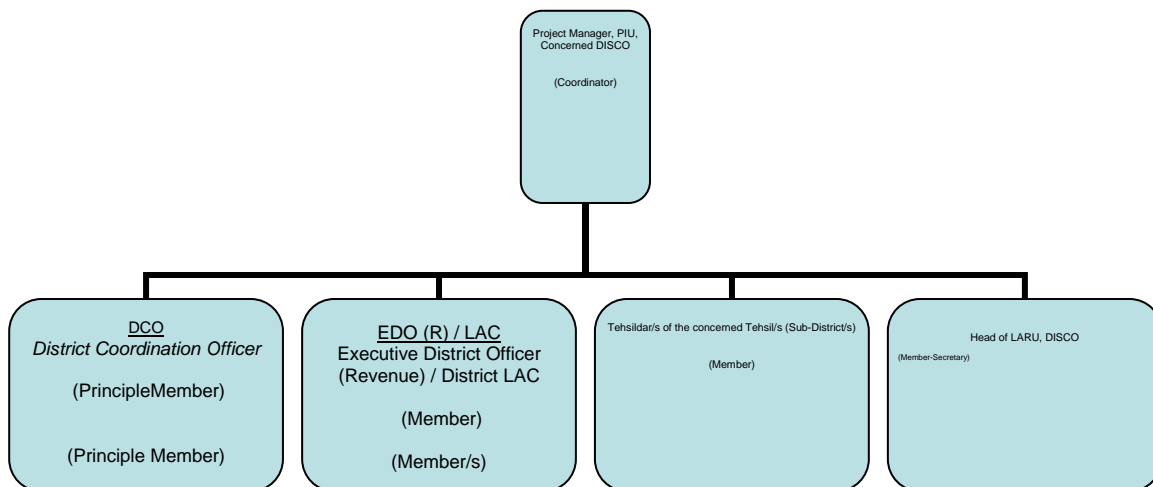 Project Manager, PIU,
Concerned DISCO
(Coordinator)
DCO
District Coordination Officer
(PrincipleMember)
(Principle Member)
EDO (R) / LAC
Executive District Officer
(Revenue) / District LAC
(Member)
(Member/s)
Tehsildar/s of the concerned Tehsil/s (Sub-District/s)
(Member)
Head of LARU, DISCO
(Member-Secretary)